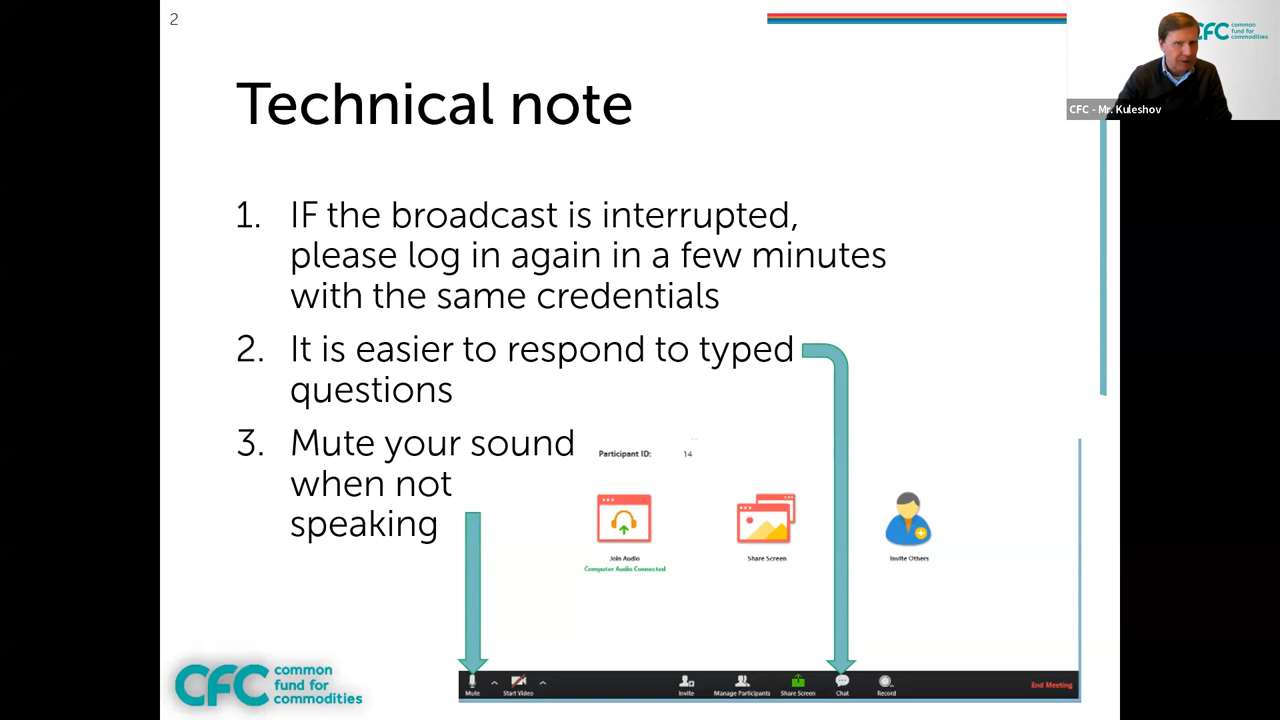 2
CFC common
fund for
commodities
CFC - Mr. Kuleshov
Technical note
1. IF the broadcast is interrupted,
please log in again in a few minutes
with the same credentials
2. It is easier to respond to typed
questions
3. Mute your sound
when not
speaking
Participant ID: 14
Join Audio
Computer Audio Connected
Share Screen
Invite Others
CFC common
fund for
commodities
Mute Start Video Invite Manage Participants Share Screen Chat Record End Meeting